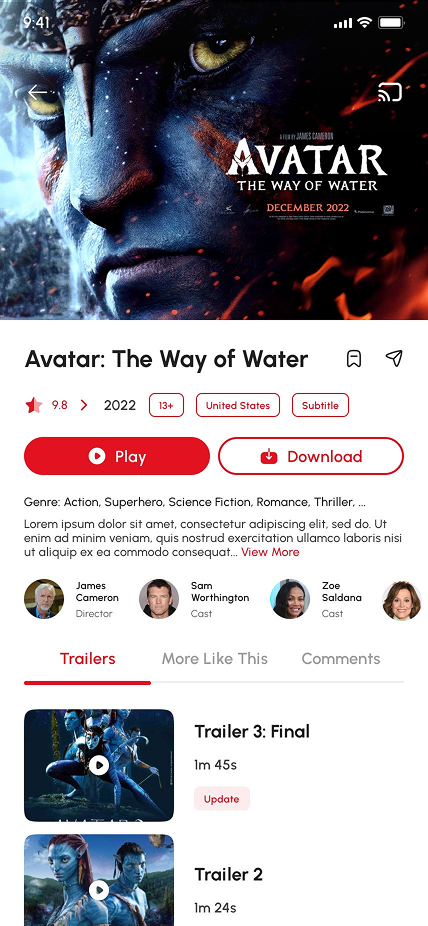 9:41
A FILM BY JAMES CAMERON
AVATAR
THE WAY OF WATER
DECEMBER 2022
Avatar: The Way of Water
9.8
2022
13+
United States
Subtitle
Play
Download
Genre: Action, Superhero, Science Fiction, Romance, Thriller, ...
Lorem ipsum dolor sit amet, consectetur adipiscing elit, sed do. Ut
enim ad minim veniam, quis nostrud exercitation ullamco laboris nisi
ut aliquip ex ea commodo consequat... View More
James
Cameron
Director
Sam
Worthington
Cast
Zoe
Saldana
Cast
Trailers
More Like This
Comments
Trailer 3: Final
1m 45s
Update
Trailer 2
1m 24s